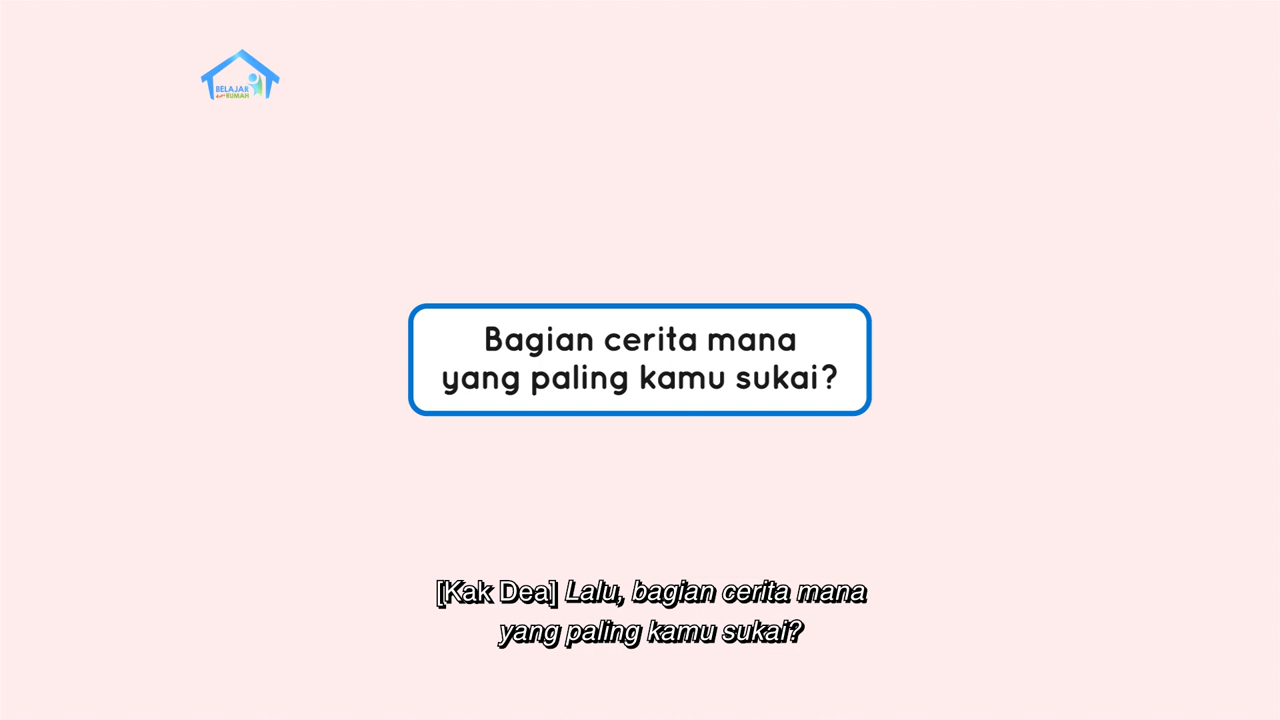 BELAJAR
dari RUMAH
Bagian cerita mana
yang paling kamu sukai?
[Kak Dea] Lalu, bagian cerita mana
yang paling kamu sukai?